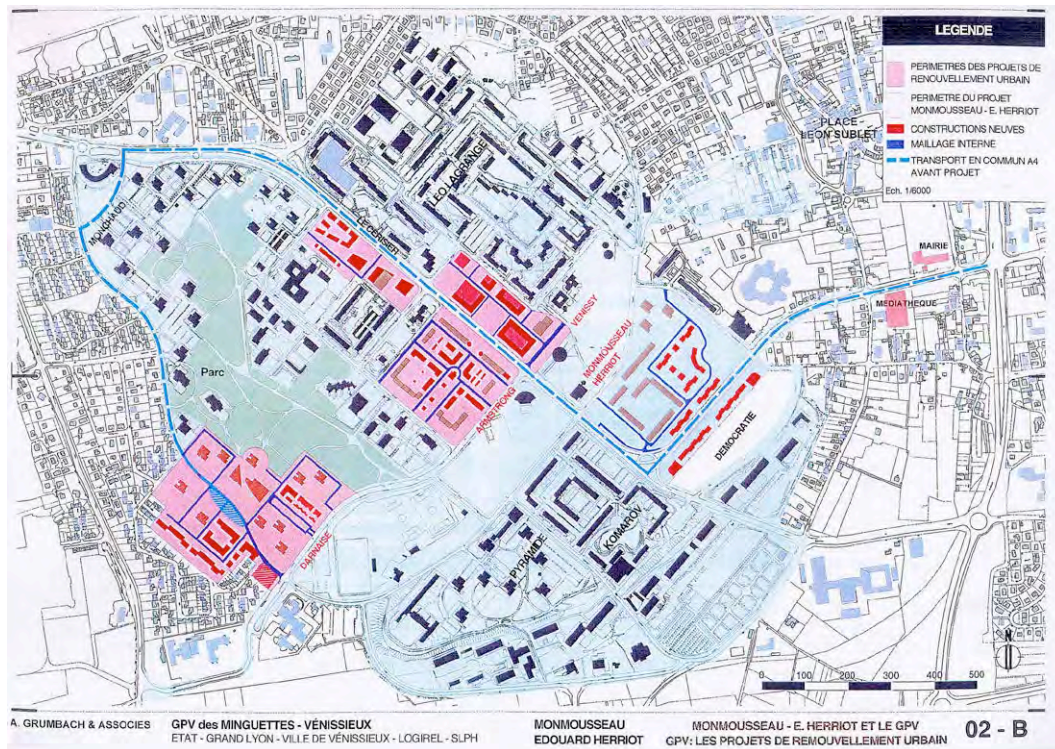 LEGENDE
PERIMETRES DES PROJETS DE
RENOUVELLEMENT URBAIN
PERIMETRE DU PROJET
MONMOUSSEAU - E. HERRIOT
CONSTRUCTIONS NEUVES
MAILLAGE INTERNE
TRANSPORT EN COMMUN A4
AVANT PROJET
Ech. 1/6000
PLACE
LEON SUBLET
LEO LAGRANGE
MONCHAUD
LE CERISIER
MAIRIE
MEDIATHEQUE
VENISSY
MONMOUSSEAU
HERRIOT
Parc
ARMSTRONG
DEMOCRATIE
DARNAISE
PYRAMIDE
KOMAROV
N
0 100 200 300 400 500
A. GRUMBACH & ASSOCIES
GPV des MINGUETTES - VÉNISSIEUX
ETAT - GRAND LYON - VILLE DE VÉNISSIEUX - LOGIREL - SLPH
MONMOUSSEAU
EDOUARD HERRIOT
MONMOUSSEAU - E. HERRIOT ET LE GPV
GPV: LES PROJETS DE REMOUVELLEMENT URBAIN
02 - B